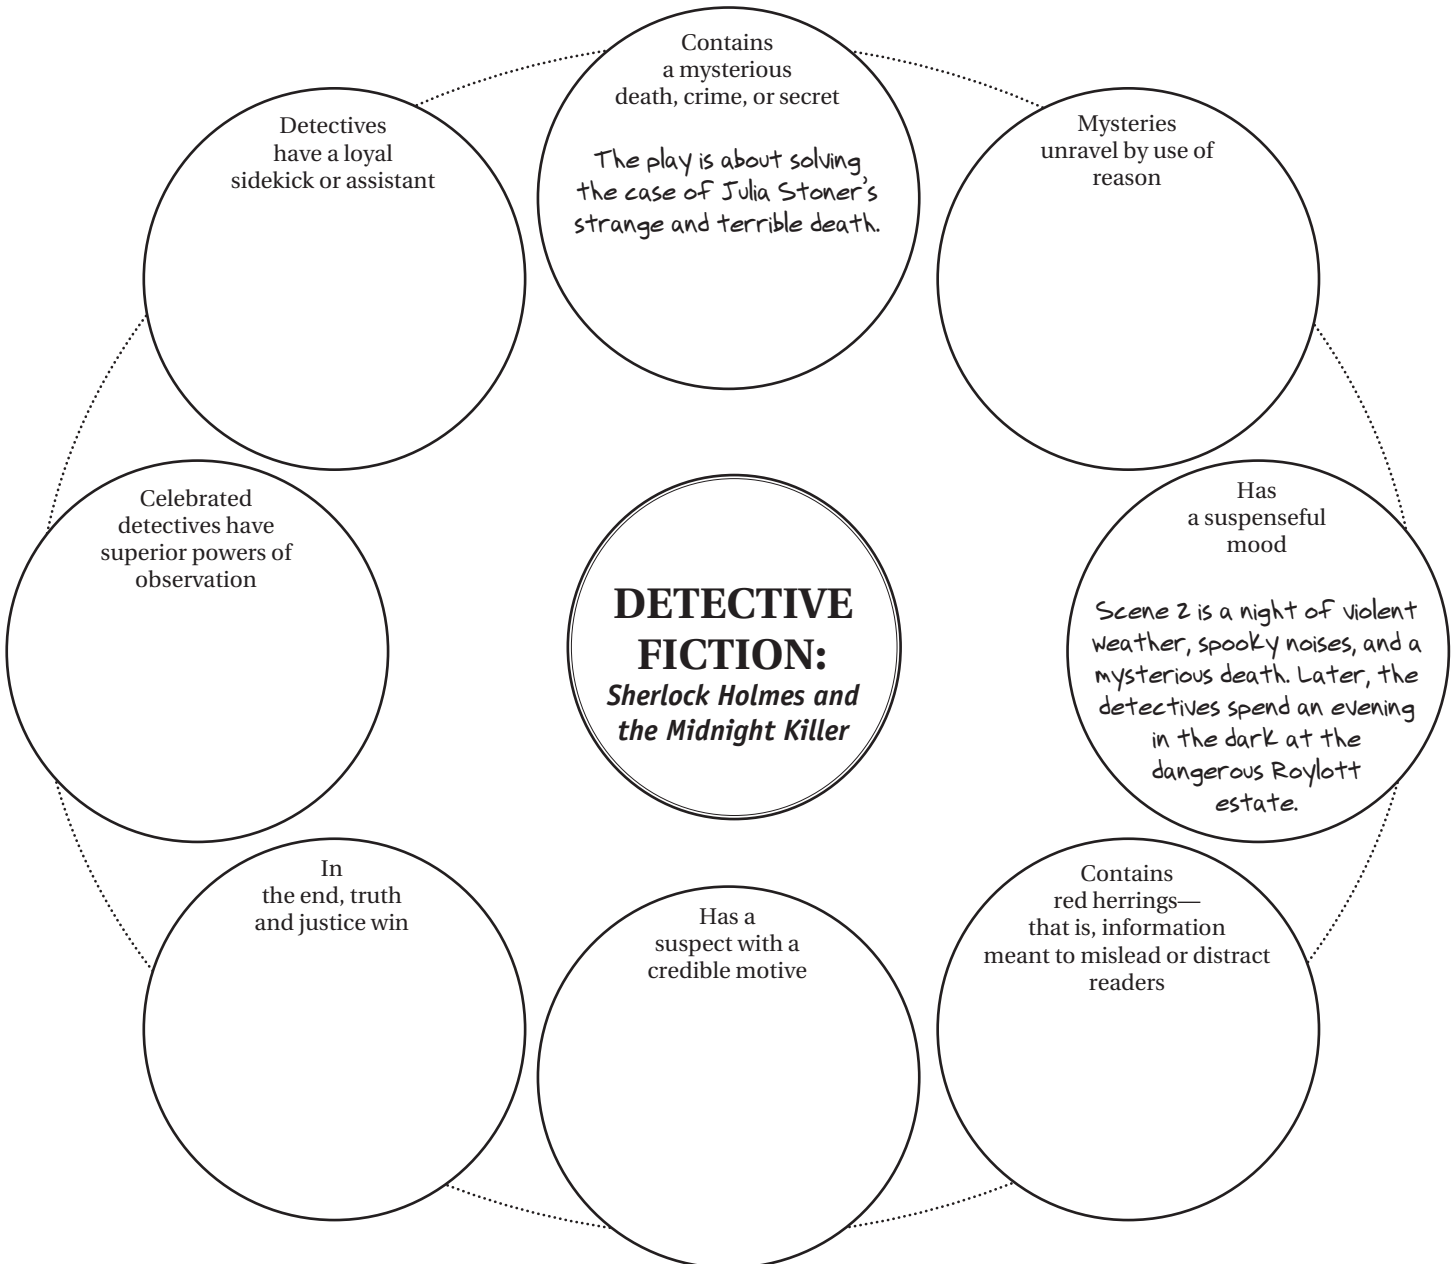 Contains
a mysterious
death, crime, or secret
The play is about solving
the case of Julia Stoner's
strange and terrible death.
Detectives
have a loyal
sidekick or assistant
Mysteries
unravel by use of
reason
Celebrated
detectives have
superior powers of
observation
DETECTIVE
FICTION:
Sherlock Holmes and
the Midnight Killer
Has
a suspenseful
mood
Scene 2 is a night of violent
weather, spooky noises, and a
mysterious death. Later, the
detectives spend an evening
in the dark at the
dangerous Roylott
estate.
In
the end, truth
and justice win
Has a
suspect with a
credible motive
Contains
red herrings—
that is, information
meant to mislead or distract
readers